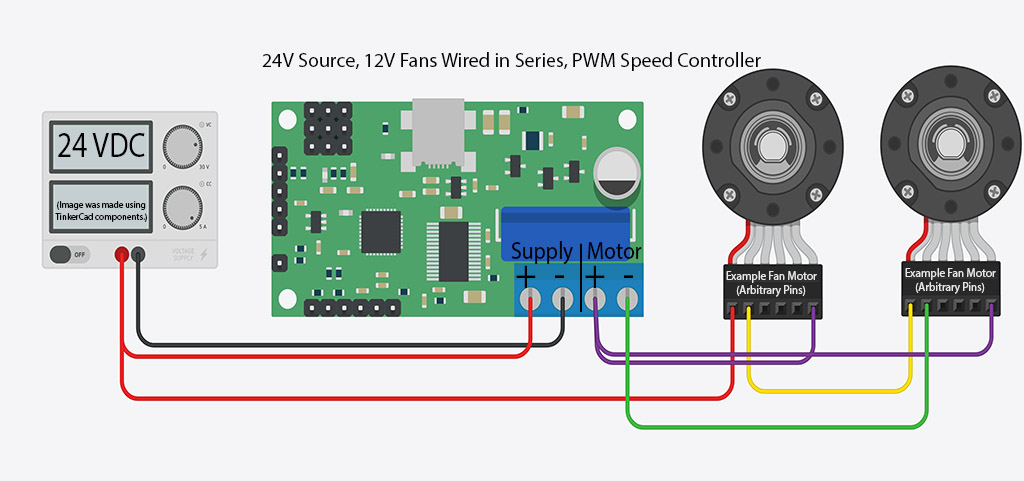 24V Source, 12V Fans Wired in Series, PWM Speed Controller
24 VDC
VC
0
30 V
(Image was made using
TinkerCad components.)
EC
0
5 A
OFF
VOLTAGE
SUPPLY
Supply | Motor
+ - + -
Example Fan Motor
(Arbitrary Pins)
Example Fan Motor
(Arbitrary Pins)